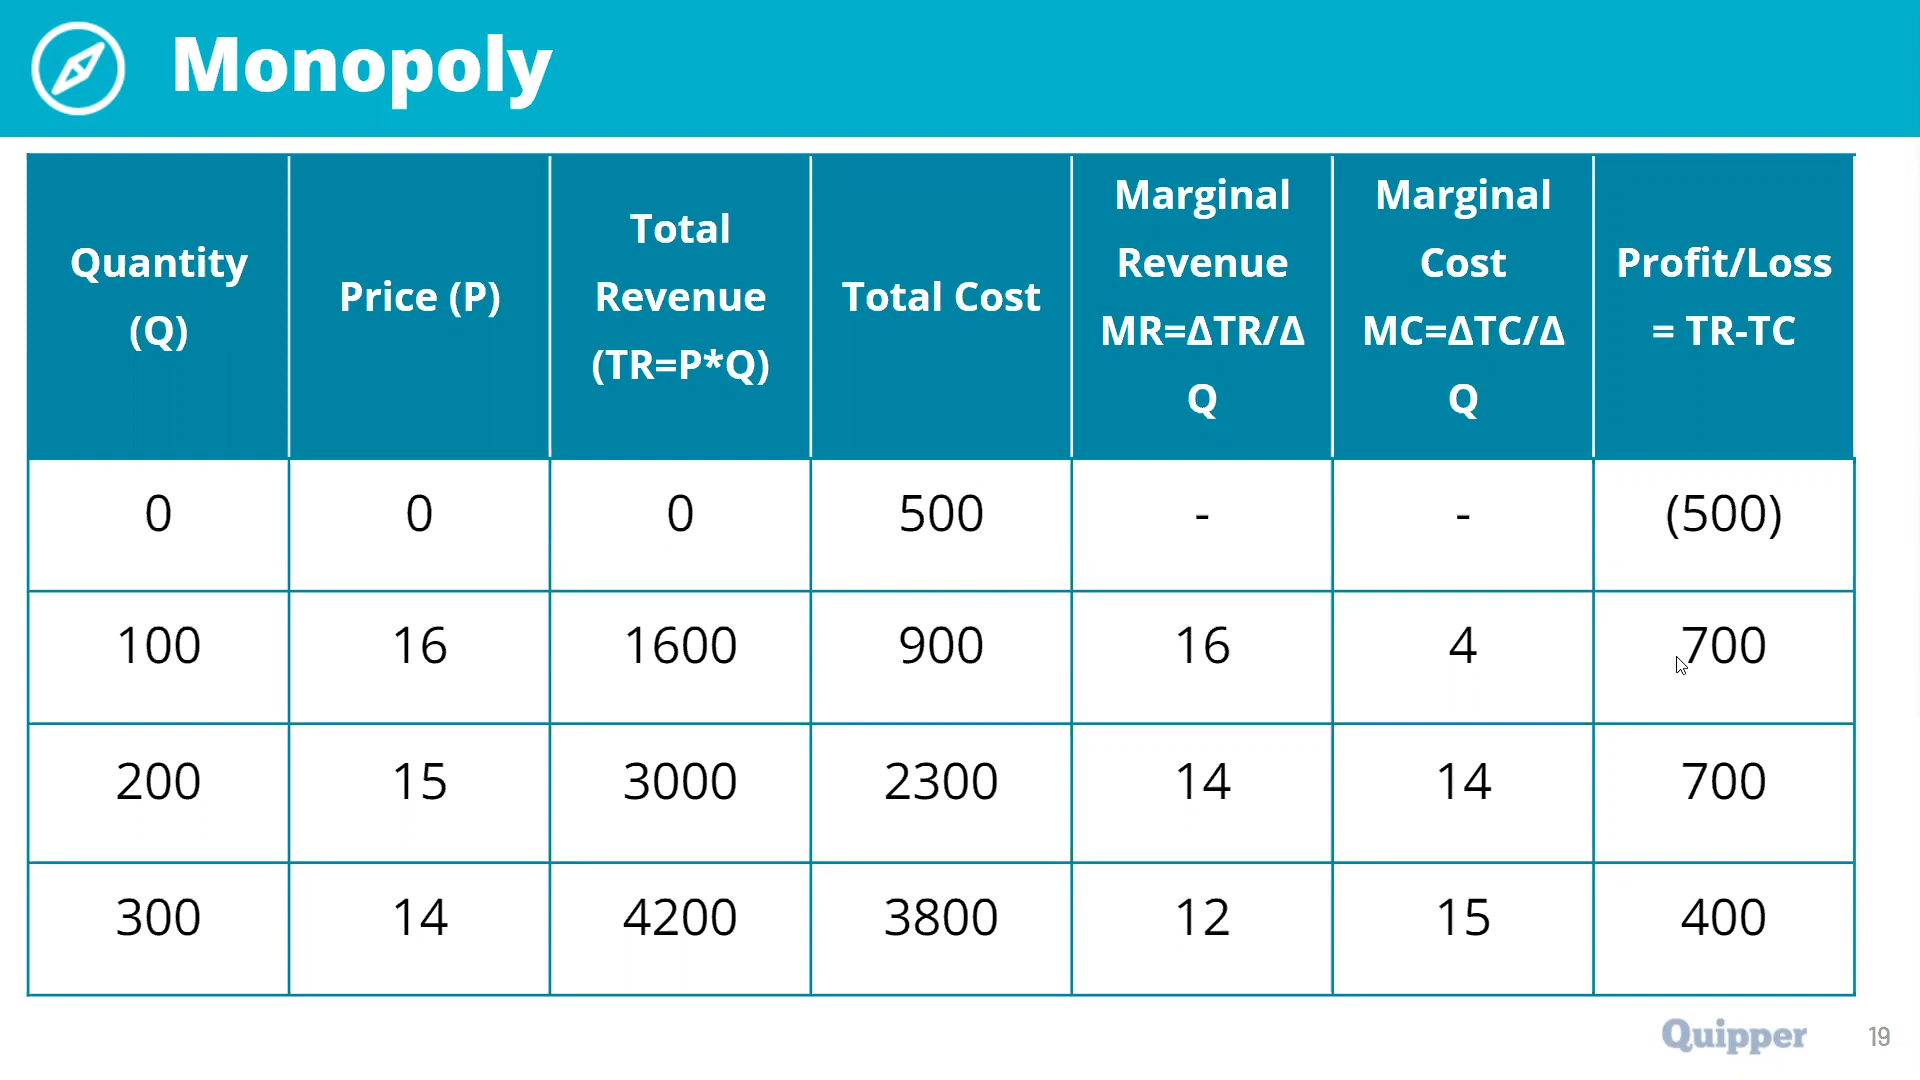 Monopoly
Quantity
(Q)
Price (P)
Total
Revenue
(TR=P*Q)
Total Cost
Marginal
Revenue
MR=ΔTR/Δ
Q
Marginal
Cost
MC=ΔTC/Δ
Q
Profit/Loss
= TR-TC
0 0 0 500 - - (500)
100 16 1600 900 16 4 700
200 15 3000 2300 14 14 700
300 14 4200 3800 12 15 400
Quipper 19